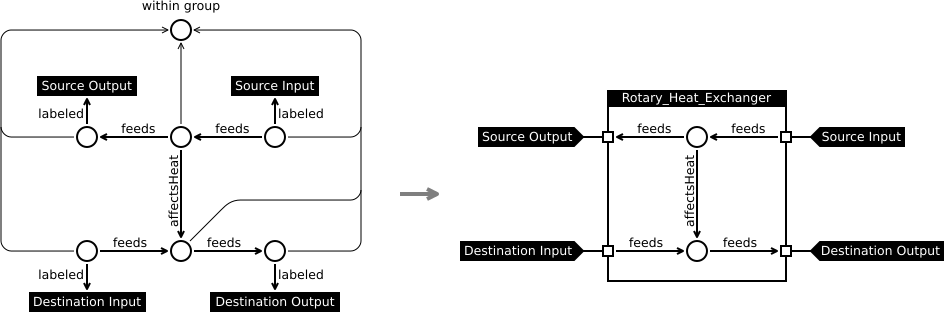 within group
Source Output
Source Input
labeled
labeled
feeds
feeds
affectsHeat
feeds
feeds
labeled
labeled
Destination Input
Destination Output
Rotary_Heat_Exchanger
Source Output
feeds
feeds
Source Input
affectsHeat
Destination Input
feeds
feeds
Destination Output